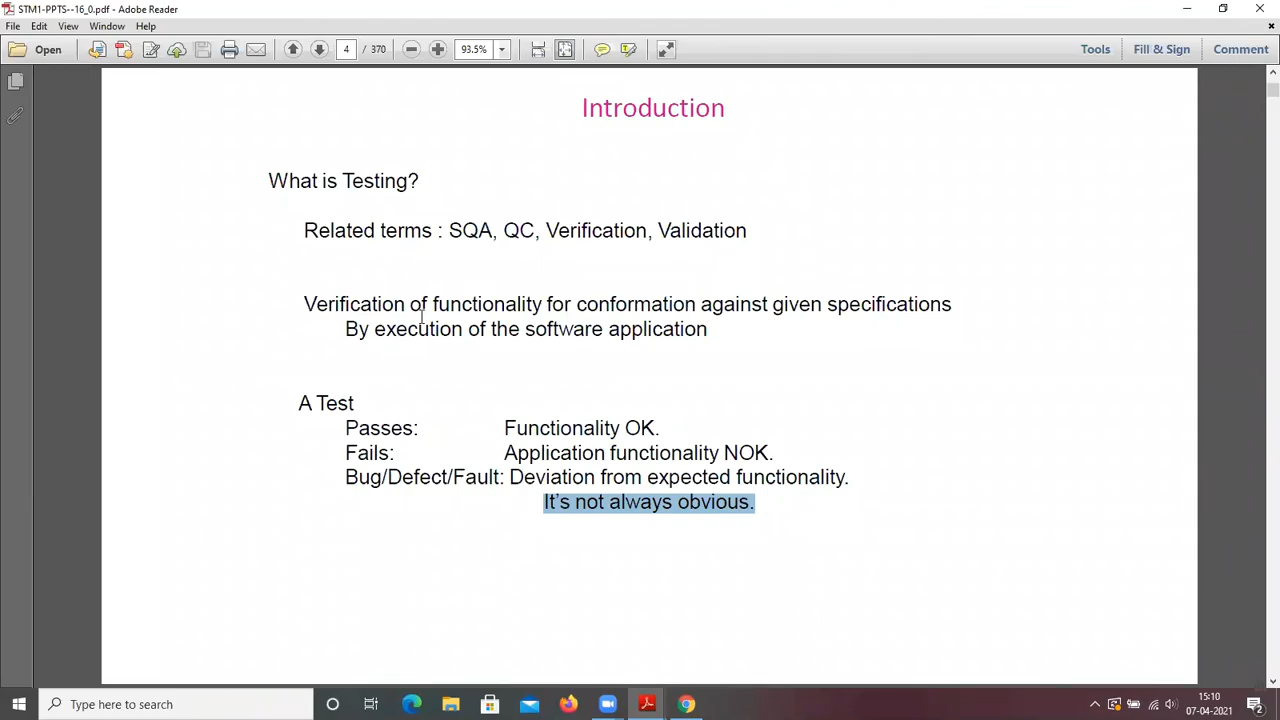 STM1-PPTS--16_0.pdf - Adobe Reader
File Edit View Window Help
Open 4 / 370 93.5% Tools Fill & Sign Comment
Introduction
What is Testing?
Related terms : SQA, QC, Verification, Validation
Verification of functionality for conformation against given specifications
By execution of the software application
A Test
Passes: Functionality OK.
Fails: Application functionality NOK.
Bug/Defect/Fault: Deviation from expected functionality.
It's not always obvious.
Type here to search
15:10
07-04-2021
2